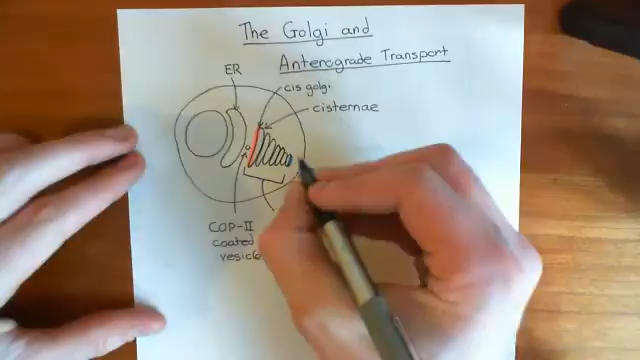 The Golgi and
Anterograde Transport
ER
cis golgi
cisternae
COP-II
coated
vesicle